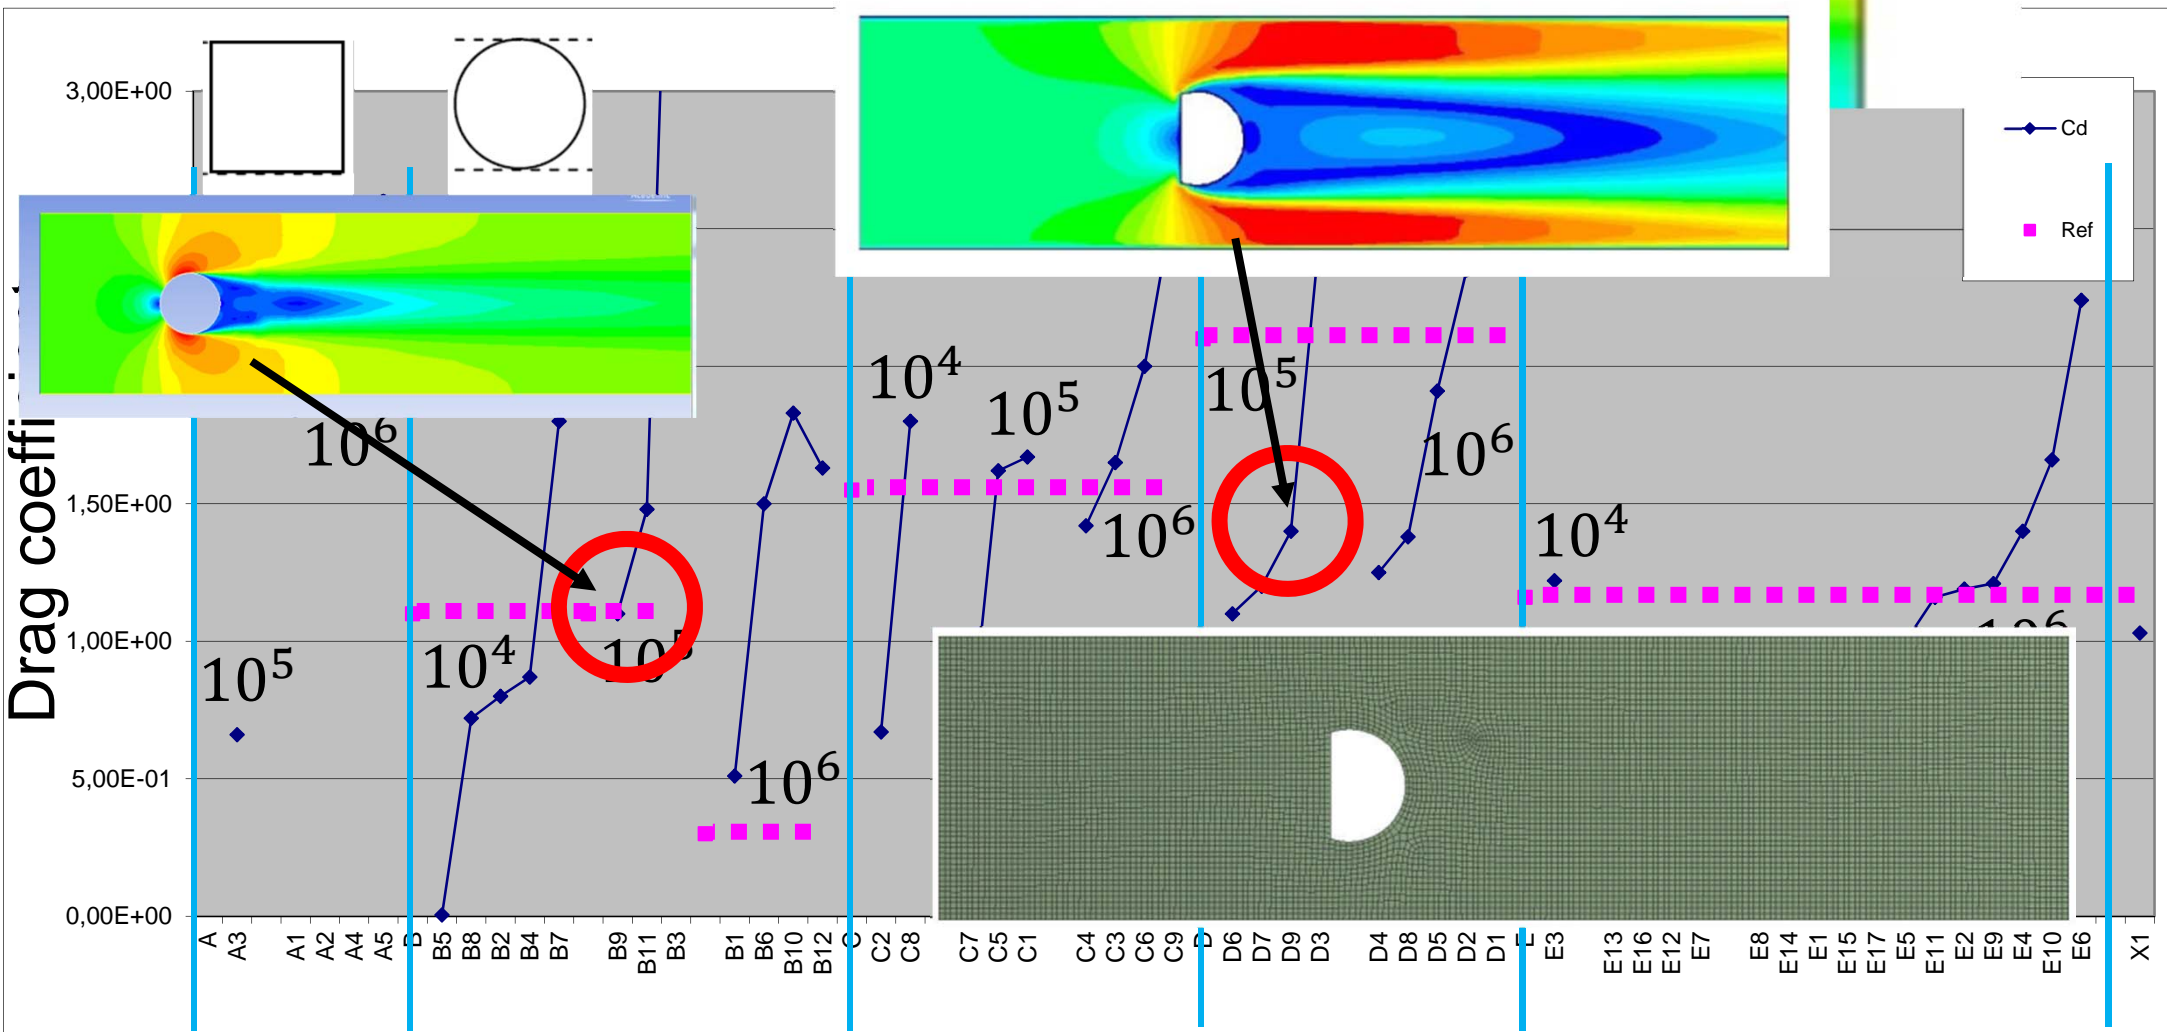 3,00E+00
1,50E+00
1,00E+00
5,00E-01
0,00E+00
Cd
Ref
10⁶
10⁵
10⁴
10⁶
10⁴
10⁵
10⁶
10⁵
10⁶
10⁴
A
A3
A1
A2
A4
A5
B5
B8
B2
B4
B7
B9
B11
B3
B1
B6
B10
B12
C2
C8
C7
C5
C1
C4
C3
C6
C9
D6
D7
D9
D3
D4
D8
D5
D2
D1
E3
E13
E16
E12
E7
E8
E14
E1
E15
E17
E5
E11
E2
E9
E4
E10
E6
X1
Drag